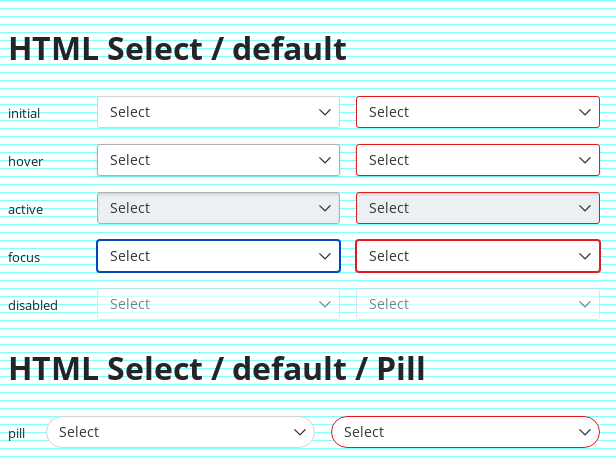 HTML Select / default
initial Select Select
hover Select Select
active Select Select
focus Select Select
disabled Select Select
HTML Select / default / Pill
pill Select Select